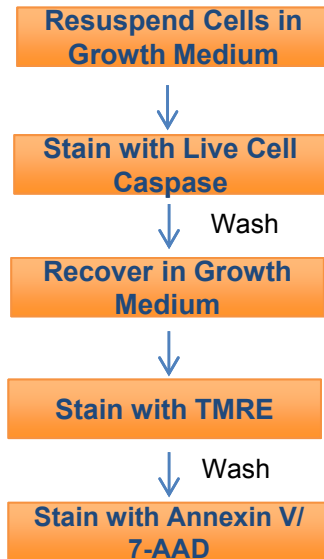 Resuspend Cells in
Growth Medium
Stain with Live Cell
Caspase
Wash
Recover in Growth
Medium
Stain with TMRE
Wash
Stain with Annexin V/
7-AAD